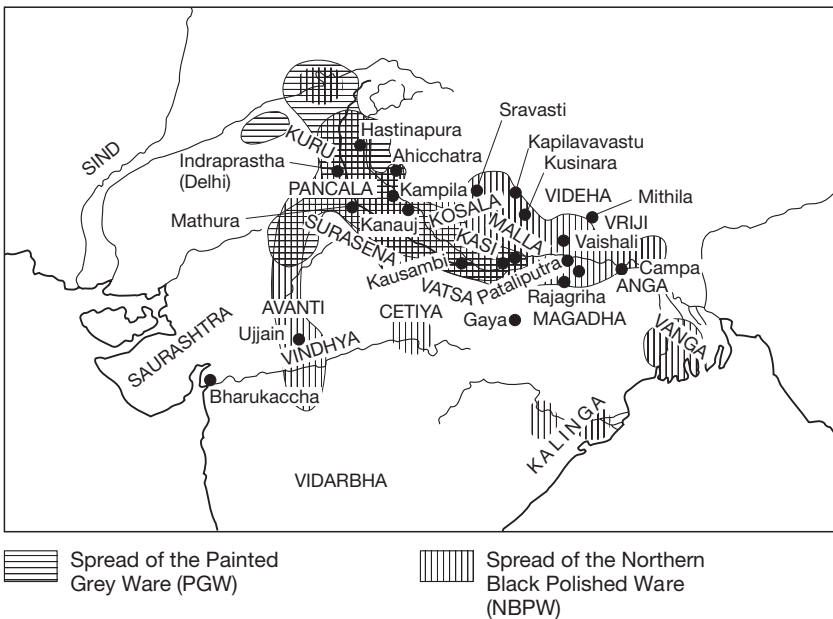 Sravasti
Hastinapura
Kapilavavastu
KURU
Ahicchatra
Kusinara
SIND
Indraprastha
(Delhi)
PANCALA
Kampila
KOSALA
VIDEHA
Mithila
Mathura
Kanauj
MALLA
VRIJI
SURASENA
KASI
Vaishali
Kausambi
Pataliputra
Campa
VATSA
Rajagriha
ANGA
AVANTI
CETIYA
Gaya
MAGADHA
Ujjain
VINDHYA
VANGA
SAURASHTRA
Bharukaccha
KALINGA
VIDARBHA
Spread of the Painted
Grey Ware (PGW)
Spread of the Northern
Black Polished Ware
(NBPW)